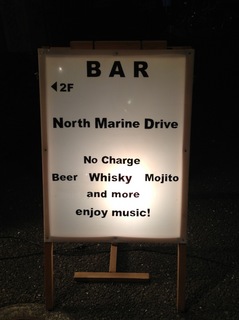 BAR
◀2F
North Marine Drive
No Charge
Beer Whisky Mojito
and more
enjoy music!